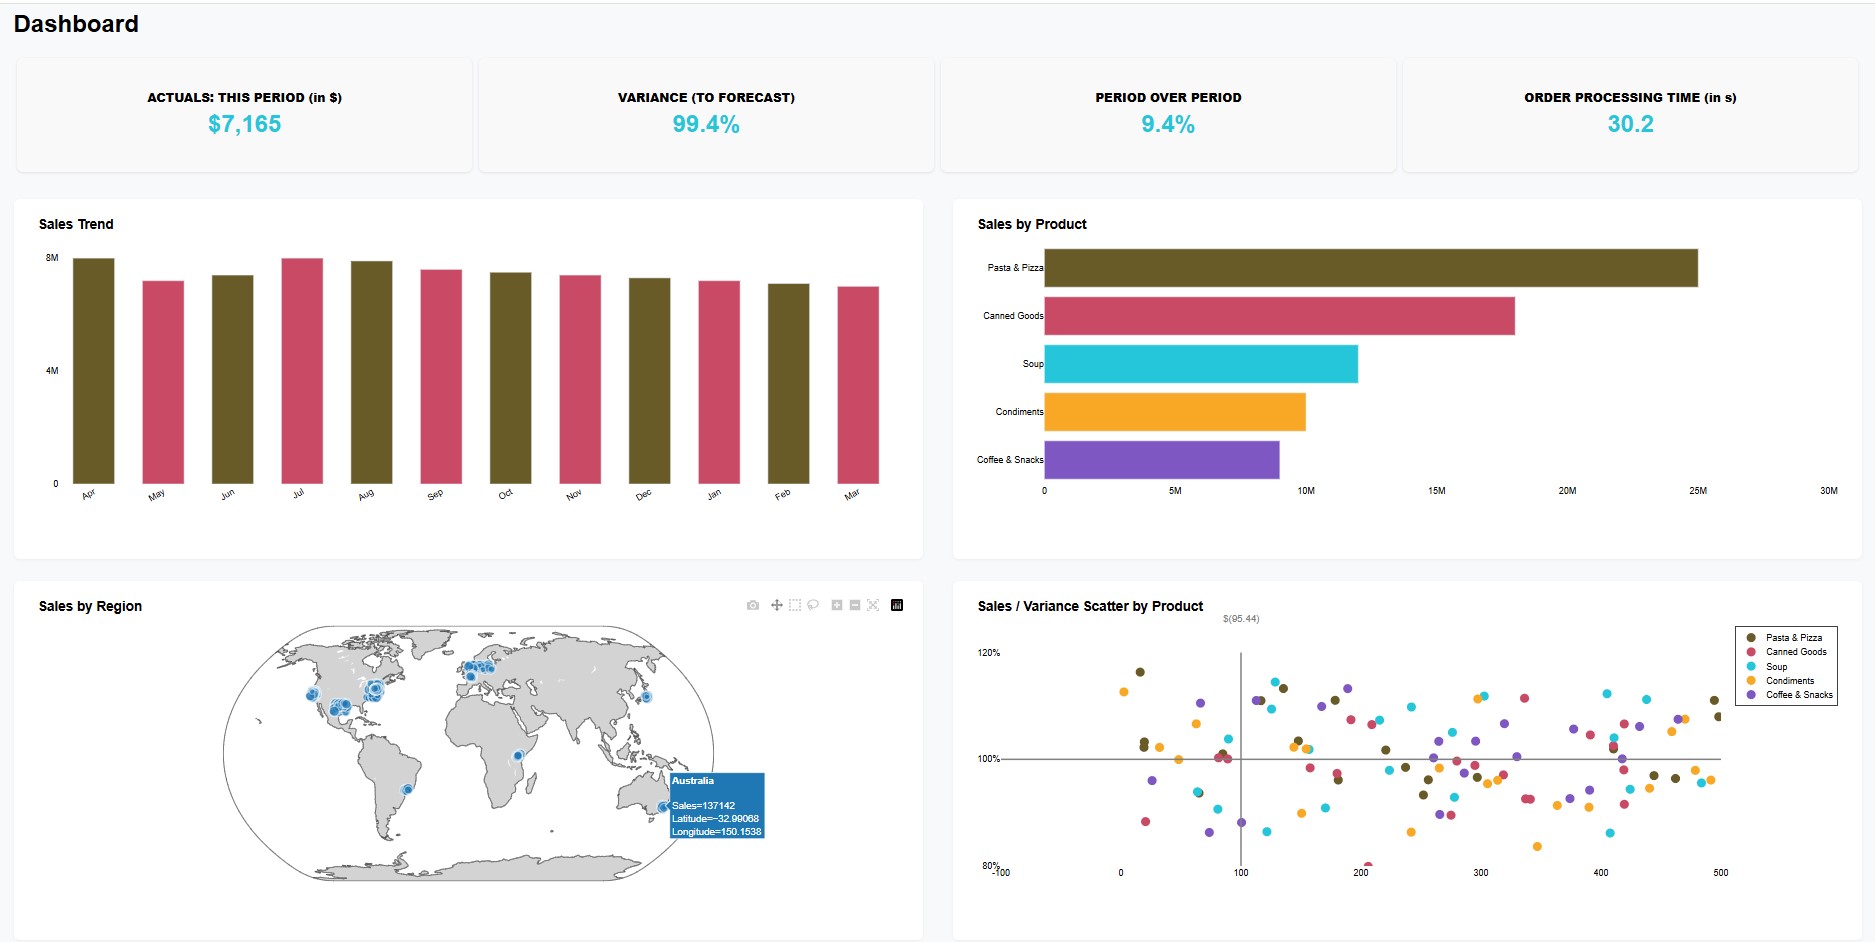 Dashboard
ACTUALS: THIS PERIOD (in $)
$7,165
VARIANCE (TO FORECAST)
99.4%
PERIOD OVER PERIOD
9.4%
ORDER PROCESSING TIME (in s)
30.2
Sales Trend
8M
4M
0
Apr
May
Jun
Jul
Aug
Sep
Oct
Nov
Dec
Jan
Feb
Mar
Sales by Product
Pasta & Pizza
Canned Goods
Soup
Condiments
Coffee & Snacks
0
5M
10M
15M
20M
25M
30M
Sales by Region
Australia
Sales=137142
Latitude=−32.99068
Longitude=150.1538
Sales / Variance Scatter by Product
$(95.44)
120%
100%
80%
-100
0
100
200
300
400
500
Pasta & Pizza
Canned Goods
Soup
Condiments
Coffee & Snacks